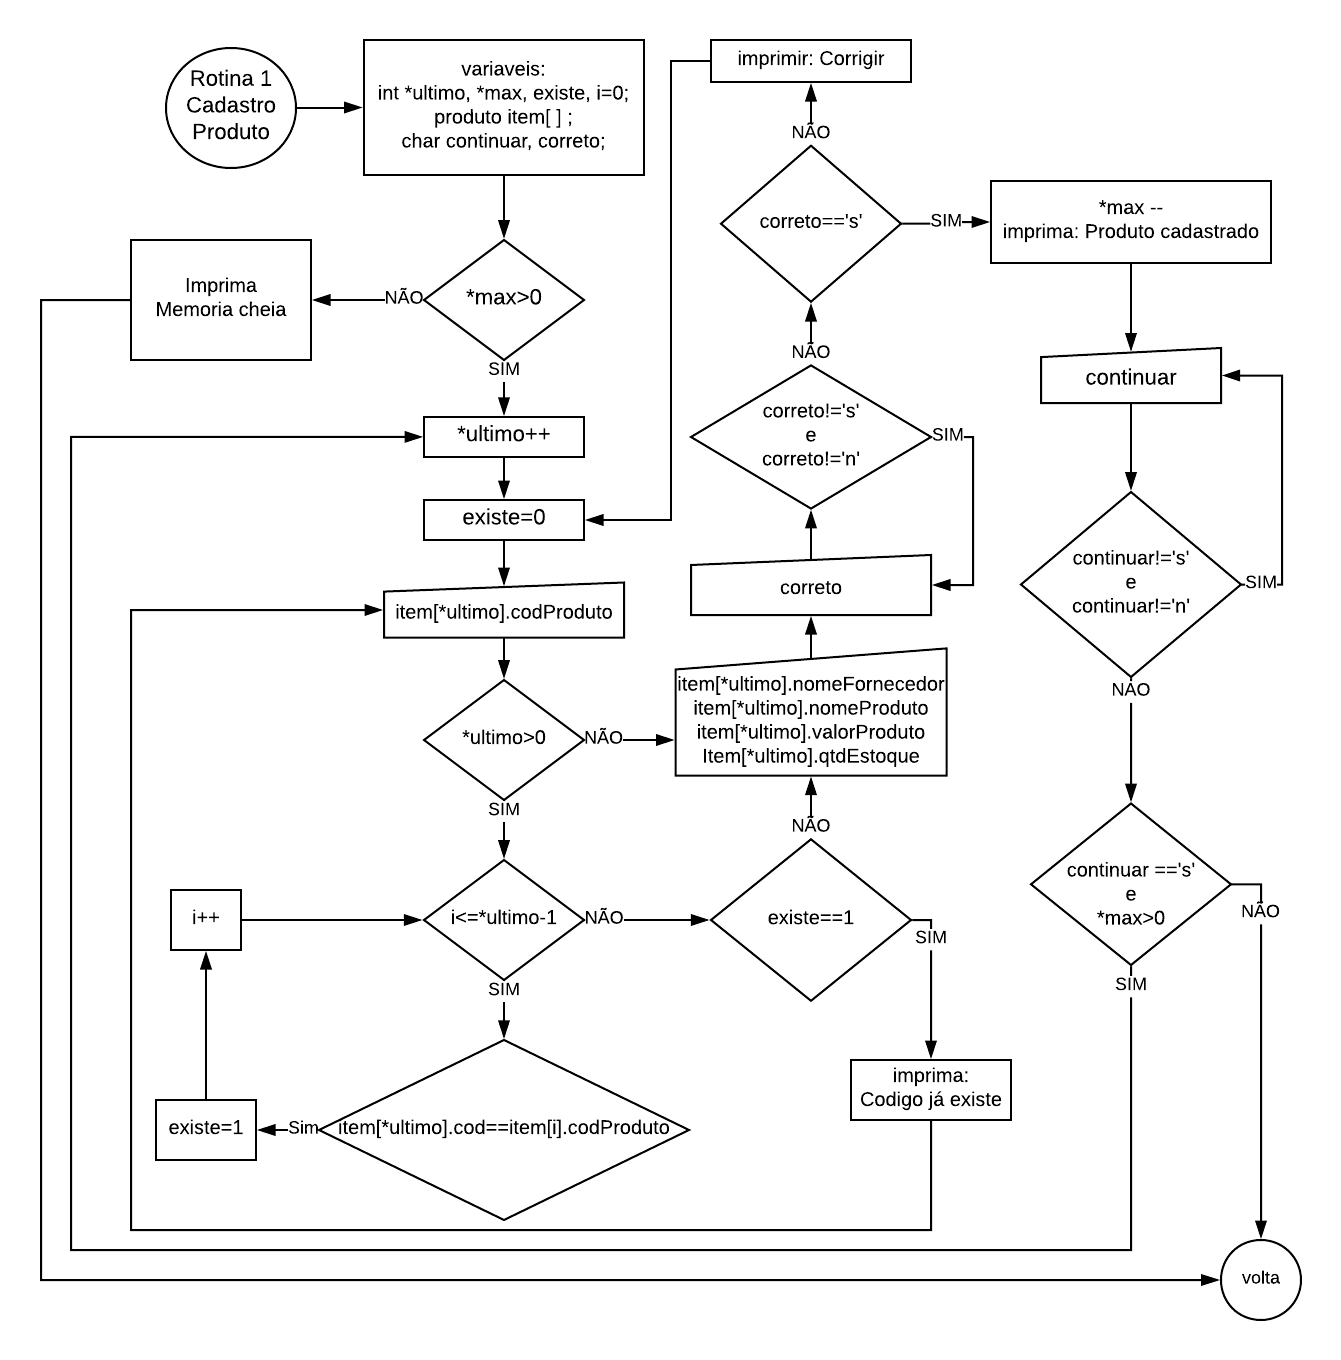 Rotina 1
Cadastro
Produto
variaveis:
int *ultimo, *max, existe, i=0;
produto item[ ] ;
char continuar, correto;
*max>0
NÃO
Imprima
Memoria cheia
SIM
*ultimo++
existe=0
item[*ultimo].codProduto
*ultimo>0
NÃO
SIM
i<=*ultimo-1
NÃO
SIM
i++
item[*ultimo].cod==item[i].codProduto
Sim
existe=1
existe==1
SIM
imprima:
Codigo já existe
NÃO
item[*ultimo].nomeFornecedor
item[*ultimo].nomeProduto
item[*ultimo].valorProduto
Item[*ultimo].qtdEstoque
correto
correto!='s'
e
correto!='n'
SIM
NÃO
correto=='s'
NÃO
imprimir: Corrigir
SIM
*max --
imprima: Produto cadastrado
continuar
continuar!='s'
e
continuar!='n'
SIM
NÃO
continuar =='s'
e
*max>0
NÃO
SIM
volta